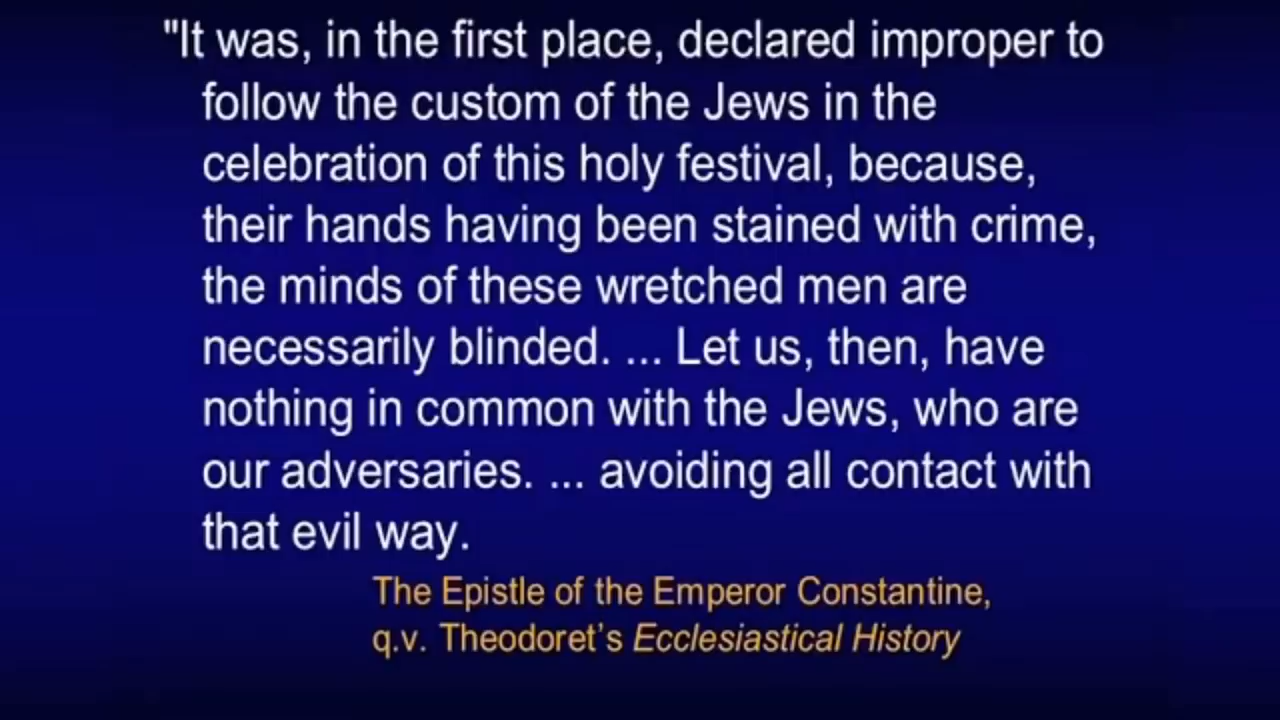 "It was, in the first place, declared improper to
follow the custom of the Jews in the
celebration of this holy festival, because,
their hands having been stained with crime,
the minds of these wretched men are
necessarily blinded. ... Let us, then, have
nothing in common with the Jews, who are
our adversaries. ... avoiding all contact with
that evil way.
The Epistle of the Emperor Constantine,
q.v. Theodoret’s Ecclesiastical History